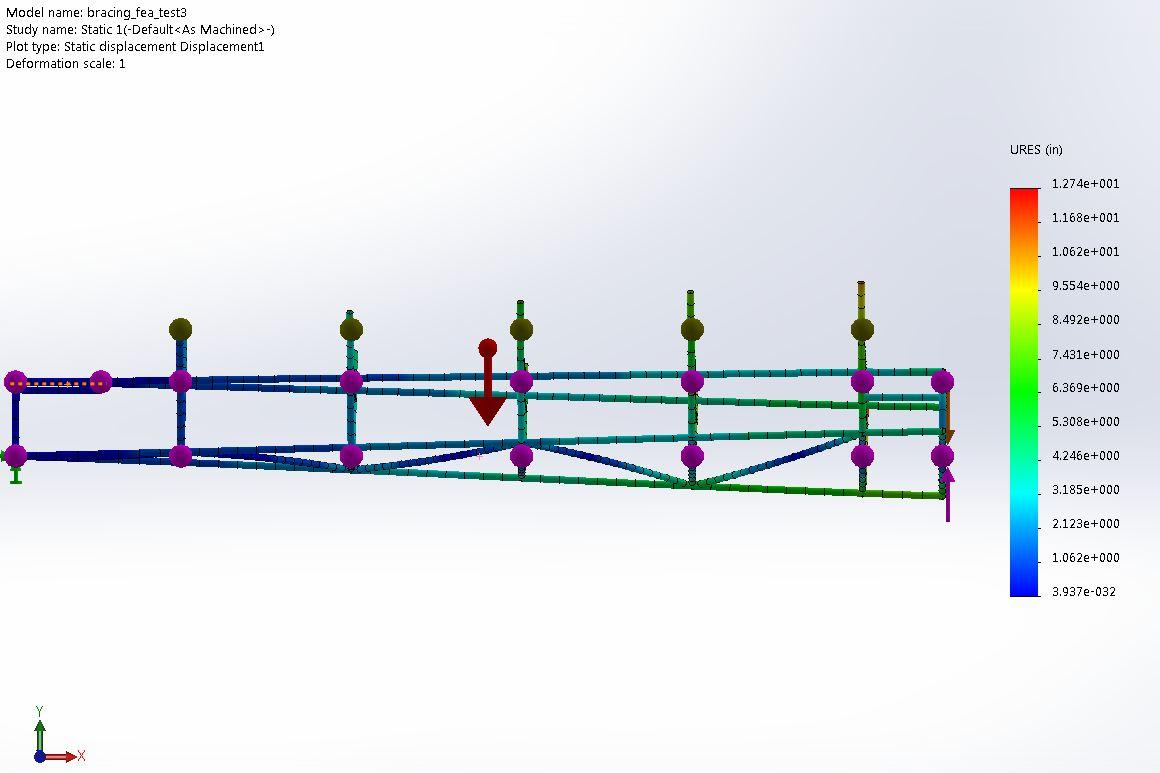 Model name: bracing_fea_test3
Study name: Static 1(-Default<As Machined>-)
Plot type: Static displacement Displacement1
Deformation scale: 1
URES (in)
1.274e+001
1.168e+001
1.062e+001
9.554e+000
8.492e+000
7.431e+000
6.369e+000
5.308e+000
4.246e+000
3.185e+000
2.123e+000
1.062e+000
3.937e-032
Y
X